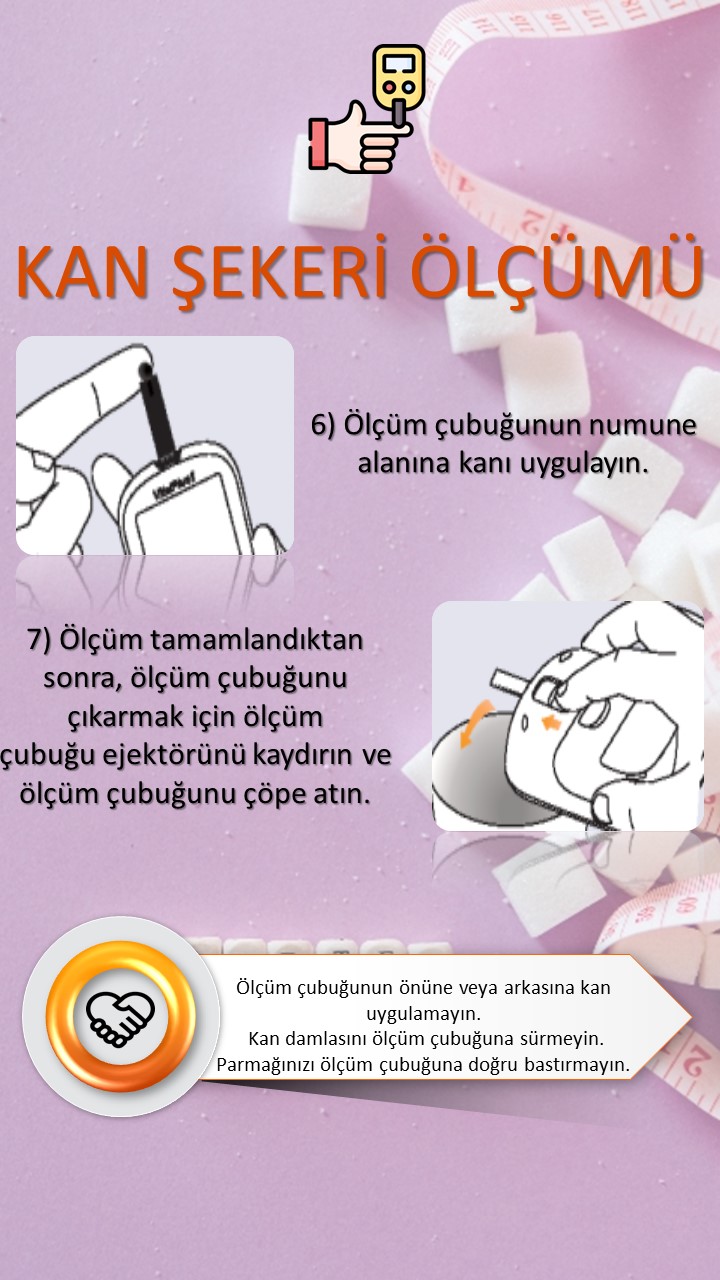 KAN ŞEKERİ ÖLÇÜMÜ
6) Ölçüm çubuğunun numune
alanına kanı uygulayın.
7) Ölçüm tamamlandıktan
sonra, ölçüm çubuğunu
çıkarmak için ölçüm
çubuğu ejektörünü kaydırın ve
ölçüm çubuğunu çöpe atın.
Ölçüm çubuğunun önüne veya arkasına kan
uygulamayın.
Kan damlasını ölçüm çubuğuna sürmeyin.
Parmağınızı ölçüm çubuğuna doğru bastırmayın.